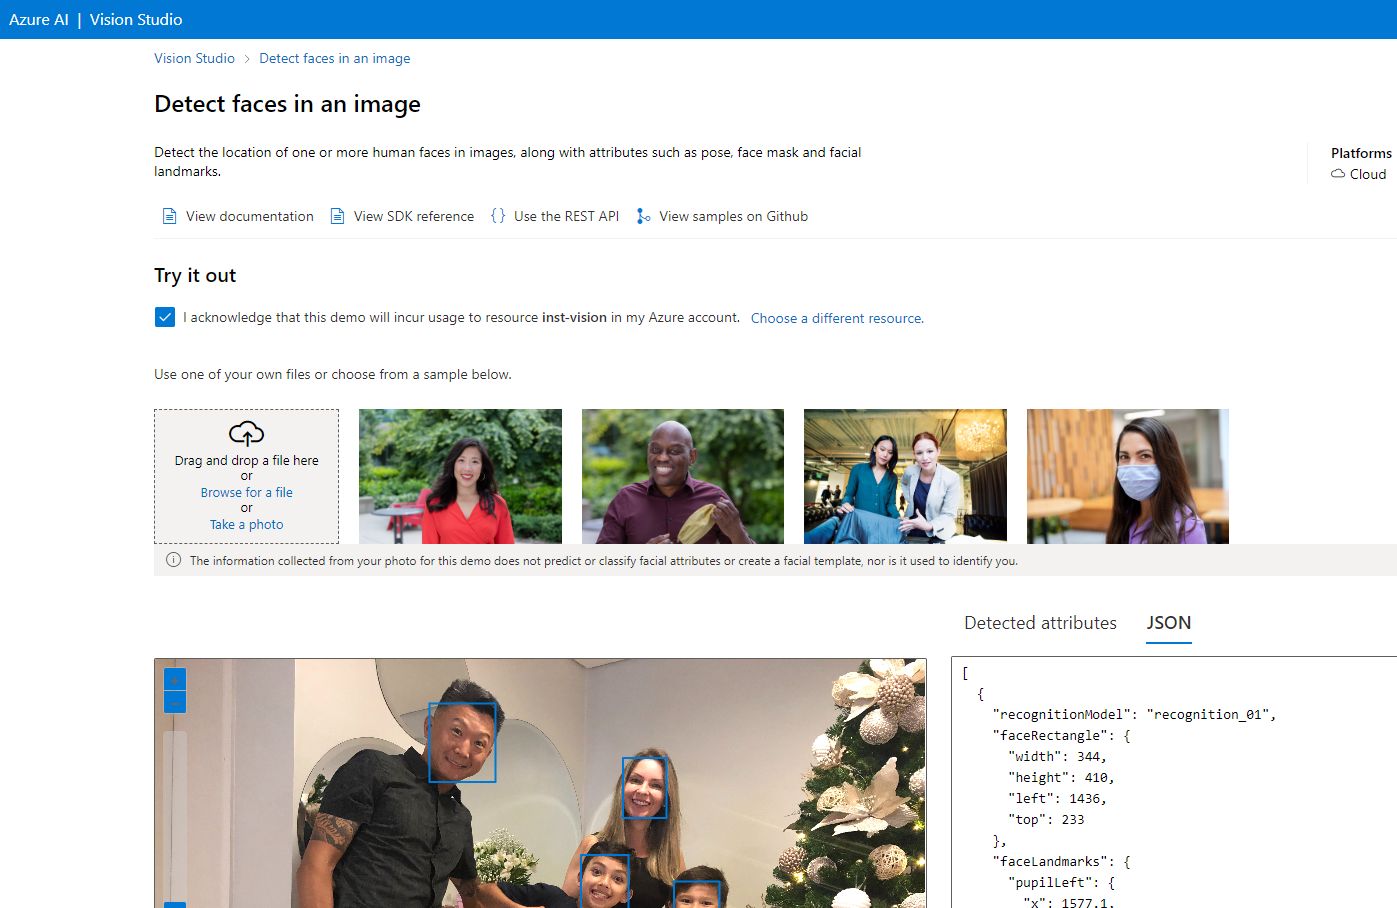 Azure AI | Vision Studio
Vision Studio > Detect faces in an image
Detect faces in an image
Detect the location of one or more human faces in images, along with attributes such as pose, face mask and facial
landmarks.
Platforms
Cloud
View documentation View SDK reference {} Use the REST API View samples on Github
Try it out
I acknowledge that this demo will incur usage to resource inst-vision in my Azure account. Choose a different resource.
Use one of your own files or choose from a sample below.
Drag and drop a file here
or
Browse for a file
or
Take a photo
The information collected from your photo for this demo does not predict or classify facial attributes or create a facial template, nor is it used to identify you.
Detected attributes JSON
[
{
"recognitionModel": "recognition_01",
"faceRectangle": {
"width": 344,
"height": 410,
"left": 1436,
"top": 233
},
"faceLandmarks": {
"pupilLeft": {
"x": 1577.1,